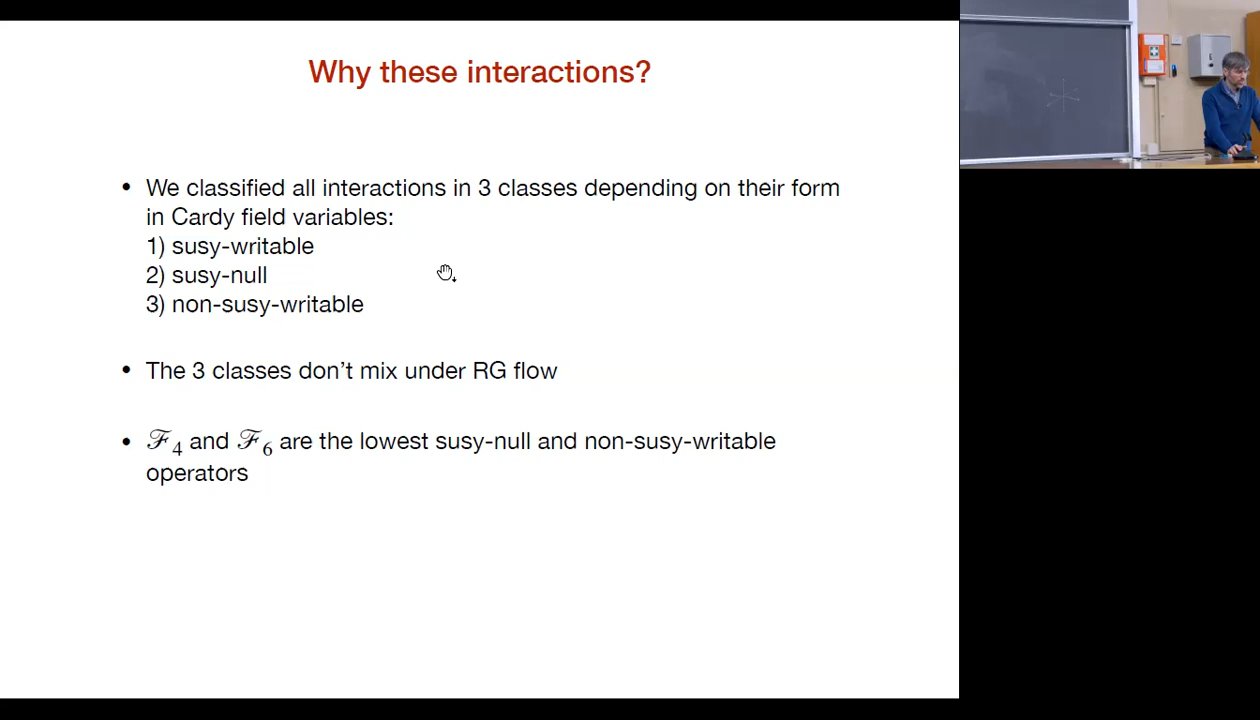 Why these interactions?
• We classified all interactions in 3 classes depending on their form
in Cardy field variables:
1) susy-writable
2) susy-null
3) non-susy-writable
• The 3 classes don’t mix under RG flow
• ℱ₄ and ℱ₆ are the lowest susy-null and non-susy-writable
operators